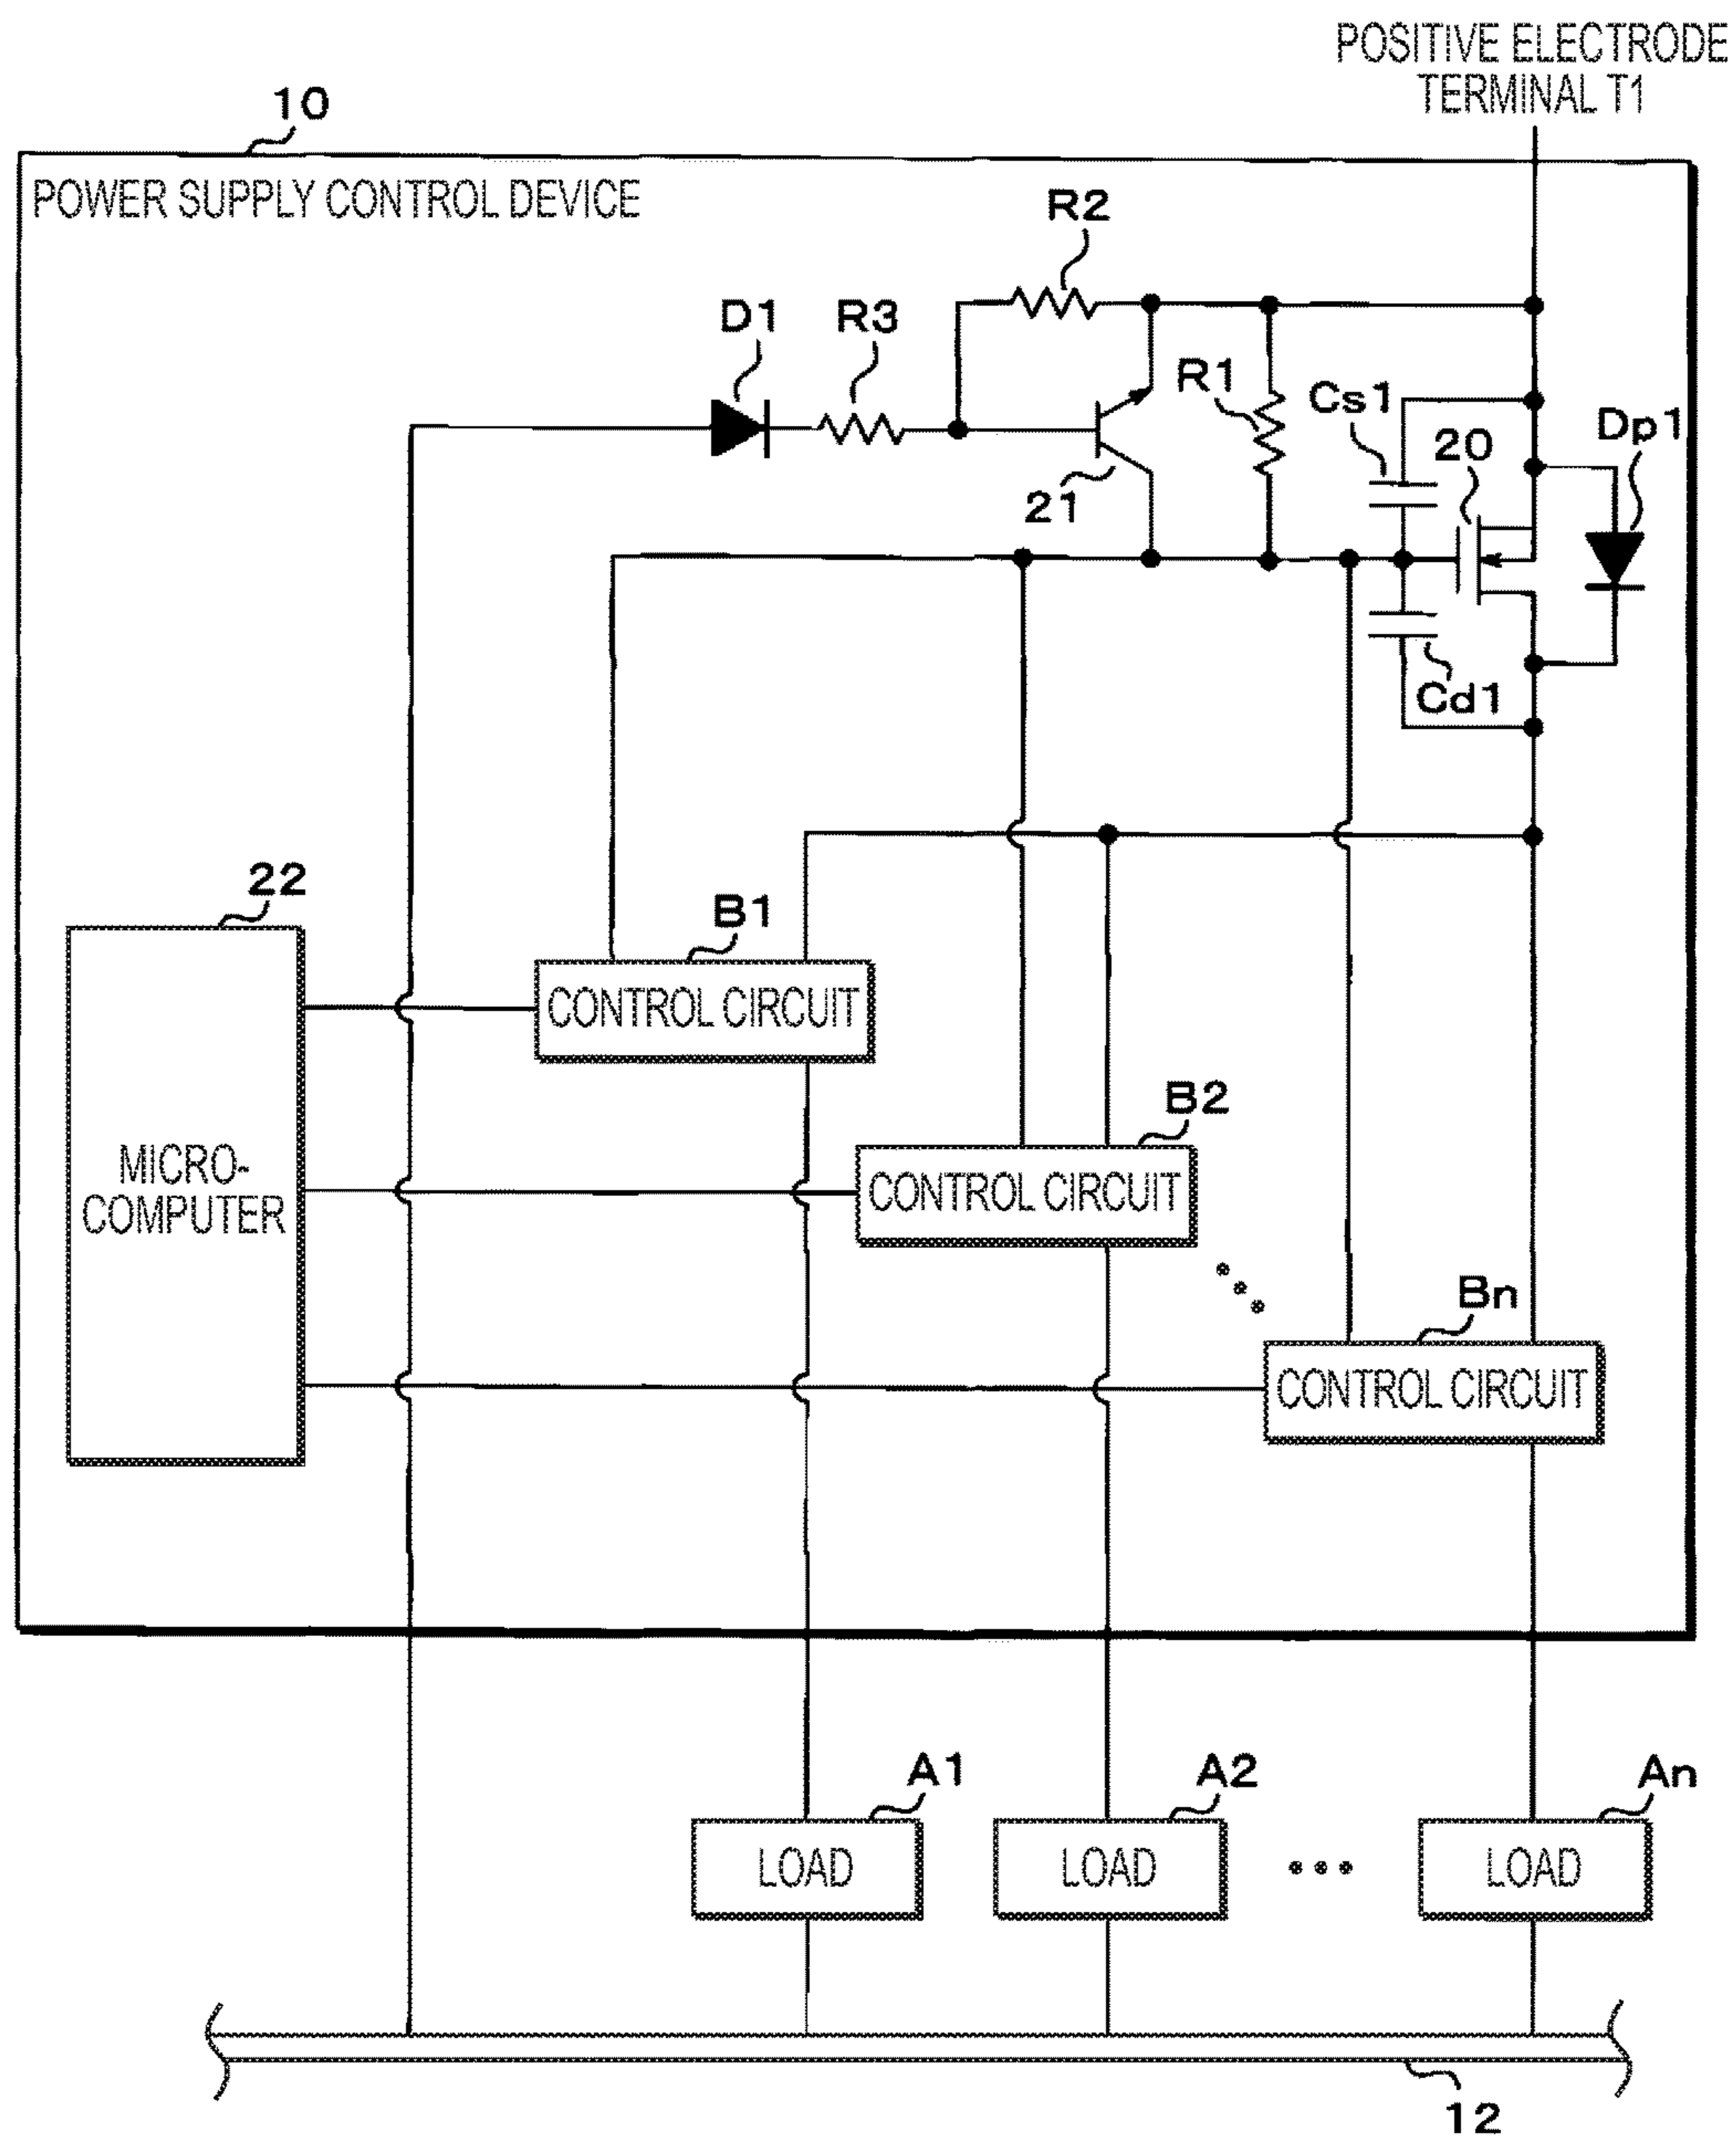 POSITIVE ELECTRODE
TERMINAL T1
10
POWER SUPPLY CONTROL DEVICE
R2
D1
R3
R1
Cs1
20
Dp1
21
Cd1
22
B1
CONTROL CIRCUIT
MICRO-
COMPUTER
B2
CONTROL CIRCUIT
Bn
CONTROL CIRCUIT
A1
A2
An
LOAD
LOAD
LOAD
12